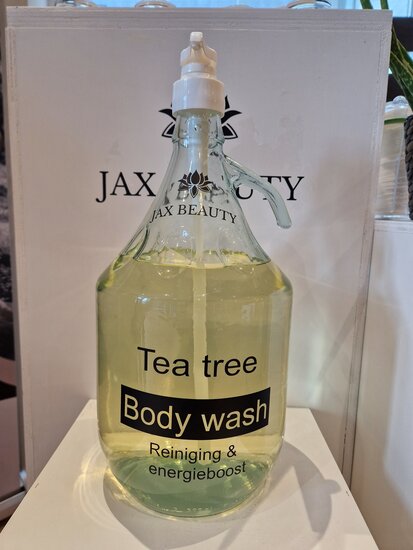 JAX BEAUTY
JAX BEAUTY
Tea tree
Body wash
Reiniging &
energieboost